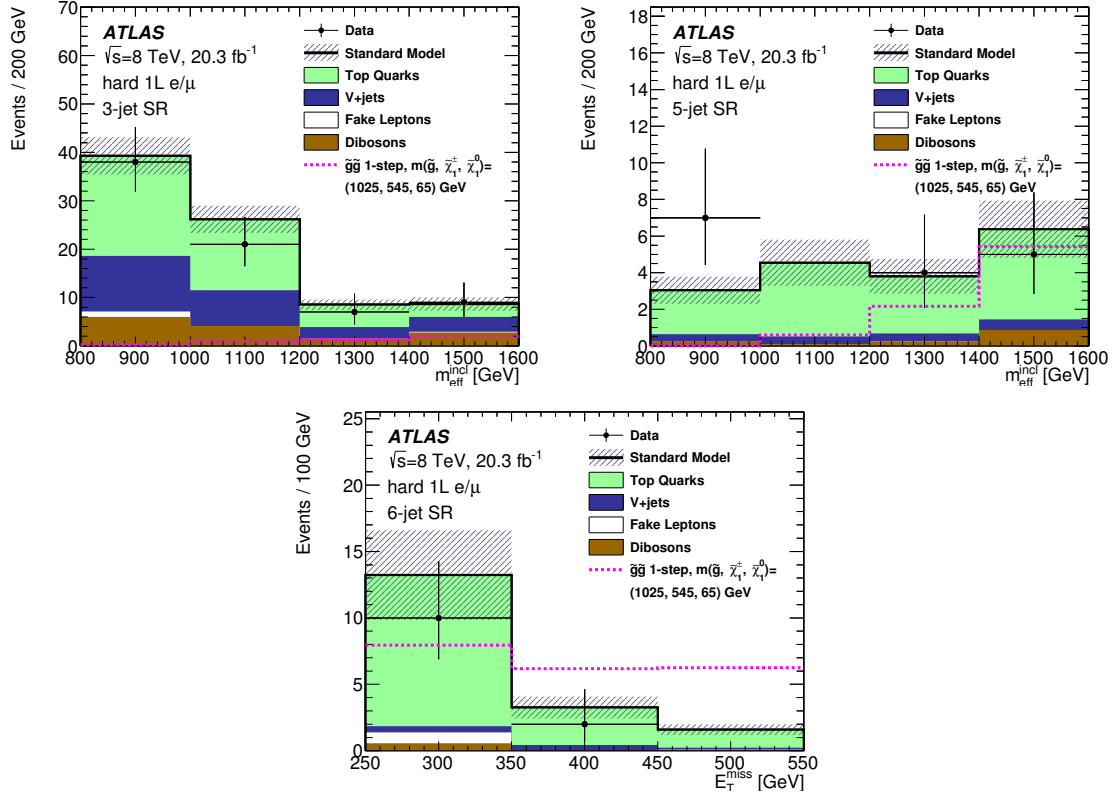 Events / 200 GeV
70
60
50
40
30
20
10
0
ATLAS
√s=8 TeV, 20.3 fb⁻¹
hard 1L e/μ
3-jet SR
Data
Standard Model
Top Quarks
V+jets
Fake Leptons
Dibosons
g̃g̃ 1-step, m(g̃, χ̃₁±, χ̃₁⁰)=
(1025, 545, 65) GeV
800 900 1000 1100 1200 1300 1400 1500 1600
m_eff^incl [GeV]
Events / 200 GeV
18
16
14
12
10
8
6
4
2
0
ATLAS
√s=8 TeV, 20.3 fb⁻¹
hard 1L e/μ
5-jet SR
Data
Standard Model
Top Quarks
V+jets
Fake Leptons
Dibosons
g̃g̃ 1-step, m(g̃, χ̃₁±, χ̃₁⁰)=
(1025, 545, 65) GeV
800 900 1000 1100 1200 1300 1400 1500 1600
m_eff^incl [GeV]
Events / 100 GeV
25
20
15
10
5
0
ATLAS
√s=8 TeV, 20.3 fb⁻¹
hard 1L e/μ
6-jet SR
Data
Standard Model
Top Quarks
V+jets
Fake Leptons
Dibosons
g̃g̃ 1-step, m(g̃, χ̃₁±, χ̃₁⁰)=
(1025, 545, 65) GeV
250 300 350 400 450 500 550
E_T^miss [GeV]